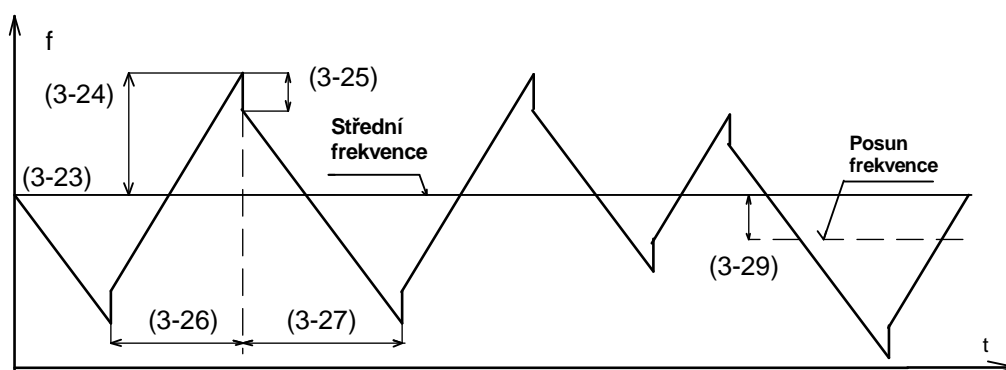 f
(3-24)
(3-25)
Střední
frekvence
Posun
frekvence
(3-23)
(3-29)
(3-26)
(3-27)
t